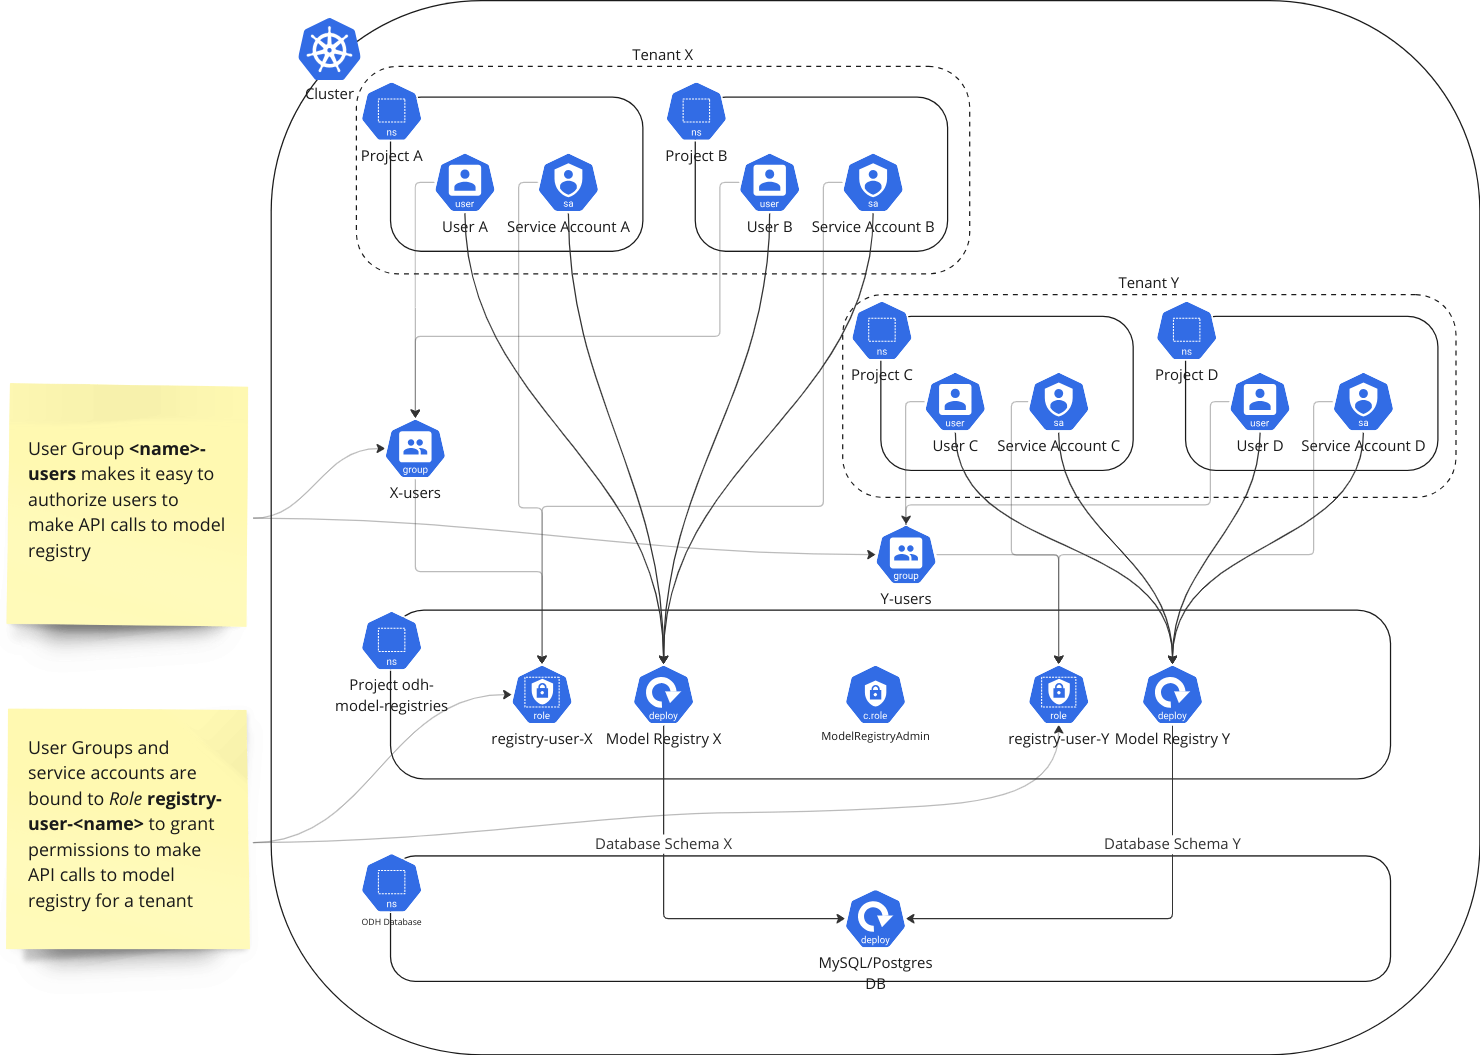 Cluster
Tenant X
ns
Project A
user
User A
sa
Service Account A
ns
Project B
user
User B
sa
Service Account B
Tenant Y
ns
Project C
user
User C
sa
Service Account C
ns
Project D
user
User D
sa
Service Account D
User Group <name>-
users makes it easy to
authorize users to
make API calls to model
registry
group
X-users
group
Y-users
ns
Project odh-
model-registries
role
registry-user-X
deploy
Model Registry X
c.role
ModelRegistryAdmin
role
registry-user-Y
deploy
Model Registry Y
User Groups and
service accounts are
bound to Role registry-
user-<name> to grant
permissions to make
API calls to model
registry for a tenant
Database Schema X
Database Schema Y
ns
ODH Database
deploy
MySQL/Postgres
DB